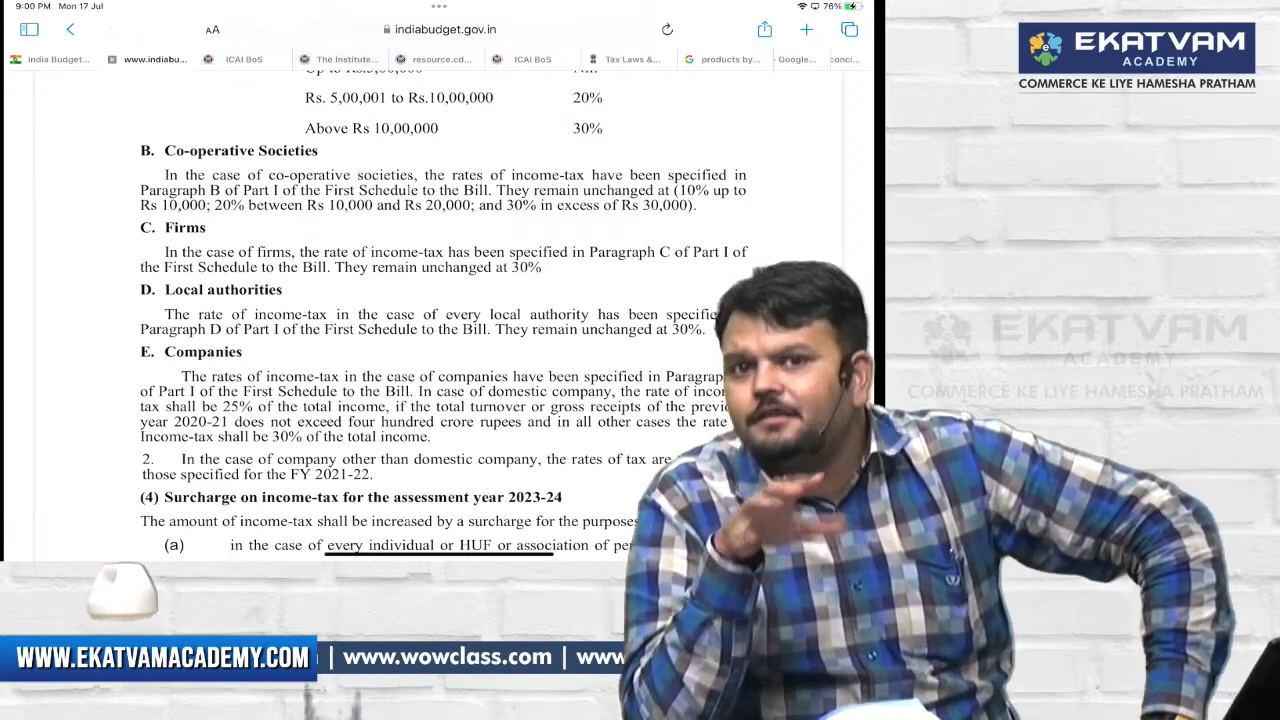 9:00 PM Mon 17 Jul
76%
AA
indiabudget.gov.in
India Budget...
www.indiabu...
ICAI BoS
The Institute...
resource.cd...
ICAI BoS
Tax Laws &...
products by...
Google...
EKATVAM
ACADEMY
COMMERCE KE LIYE HAMESHA PRATHAM
Rs. 5,00,001 to Rs.10,00,000 20%
Above Rs 10,00,000 30%
B. Co-operative Societies
In the case of co-operative societies, the rates of income-tax have been specified in
Paragraph B of Part I of the First Schedule to the Bill. They remain unchanged at (10% up to
Rs 10,000; 20% between Rs 10,000 and Rs 20,000; and 30% in excess of Rs 30,000).
C. Firms
In the case of firms, the rate of income-tax has been specified in Paragraph C of Part I of
the First Schedule to the Bill. They remain unchanged at 30%
D. Local authorities
The rate of income-tax in the case of every local authority has been specifie
Paragraph D of Part I of the First Schedule to the Bill. They remain unchanged at 30%.
E. Companies
The rates of income-tax in the case of companies have been specified in Paragrap
of Part I of the First Schedule to the Bill. In case of domestic company, the rate of incom
tax shall be 25% of the total income, if the total turnover or gross receipts of the previo
year 2020-21 does not exceed four hundred crore rupees and in all other cases the rate
Income-tax shall be 30% of the total income.
2. In the case of company other than domestic company, the rates of tax are
those specified for the FY 2021-22.
(4) Surcharge on income-tax for the assessment year 2023-24
The amount of income-tax shall be increased by a surcharge for the purposes
(a) in the case of every individual or HUF or association of pe
EKATVAM
ACADEMY
COMMERCE KE LIYE HAMESHA PRATHAM
WWW.EKATVAMACADEMY.COM
| www.wowclass.com | www